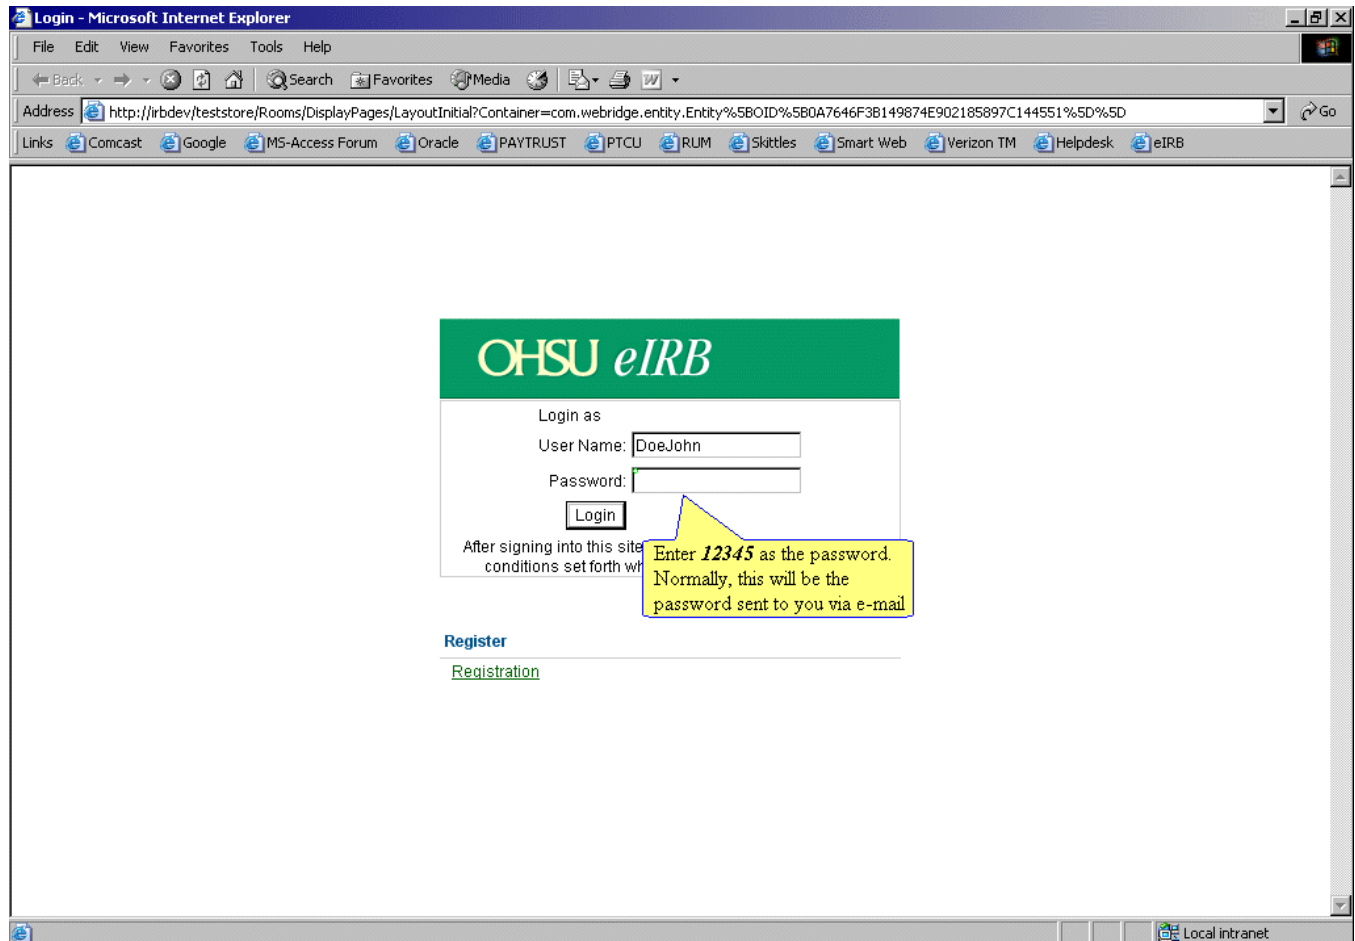 Login - Microsoft Internet Explorer
File Edit View Favorites Tools Help
Back Search Favorites Media
Address http://irbdev/teststore/Rooms/DisplayPages/LayoutInitial?Container=com.webridge.entity.Entity%5BOID%5B0A7646F3B149874E902185897C144551%5D%5D Go
Links Comcast Google MS-Access Forum Oracle PAYTRUST PTCU RUM Skittles Smart Web Verizon TM Helpdesk eIRB
OHSU eIRB
Login as
User Name: DoeJohn
Password:
Login
After signing into this site
conditions set forth
Enter 12345 as the password.
Normally, this will be the
password sent to you via e-mail
Register
Registration
Local intranet